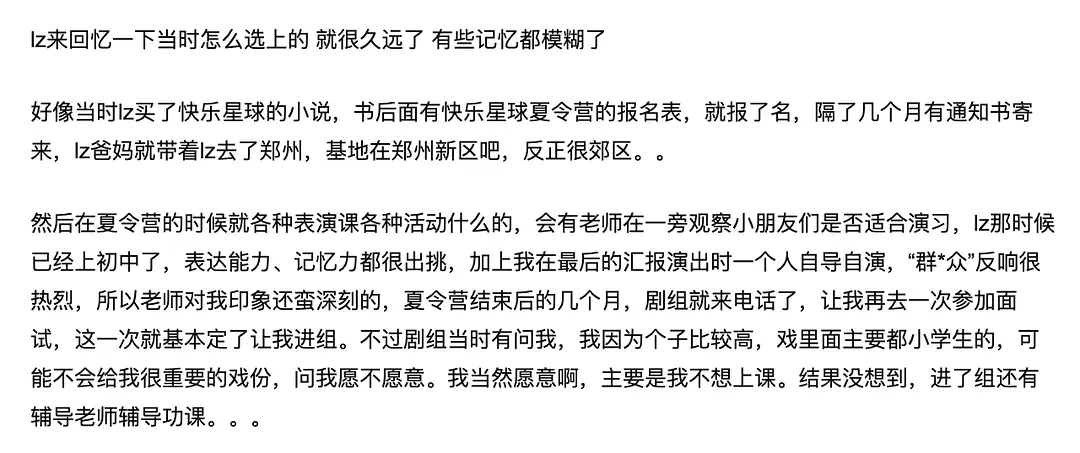 lz来回忆一下当时怎么选上的 就很久远了 有些记忆都模糊了
好像当时lz买了快乐星球的小说，书后面有快乐星球夏令营的报名表，就报了名，隔了几个月有通知书寄
来，lz爸妈就带着lz去了郑州，基地在郑州新区吧，反正很郊区。。
然后在夏令营的时候就各种表演课各种活动什么的，会有老师在一旁观察小朋友们是否适合演习，lz那时候
已经上初中了，表达能力、记忆力都很出挑，加上我在最后的汇报演出时一个人自导自演，“群*众”反响很
热烈，所以老师对我印象还蛮深刻的，夏令营结束后的几个月，剧组就来电话了，让我再去一次参加面
试，这一次就基本定了让我进组。不过剧组当时有问我，我因为个子比较高，戏里面主要都小学生的，可
能不会给我很重要的戏份，问我愿不愿意。我当然愿意啊，主要是我不想上课。结果没想到，进了组还有
辅导老师辅导功课。。。